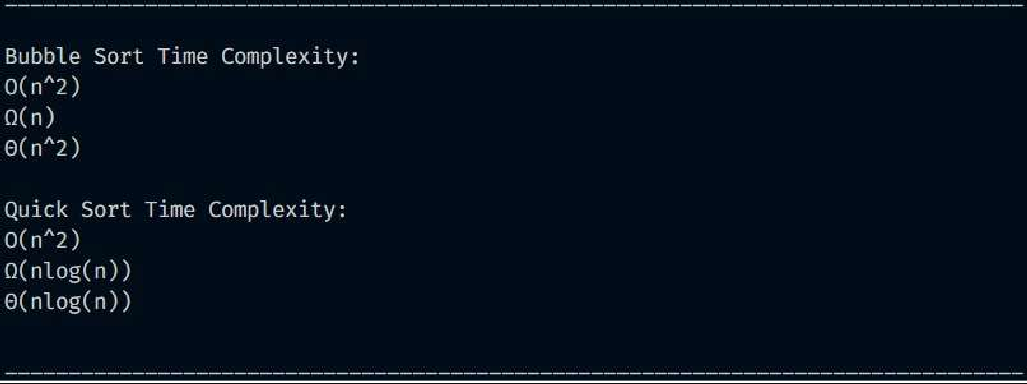 Bubble Sort Time Complexity:
O(n^2)
Ω(n)
Θ(n^2)
Quick Sort Time Complexity:
O(n^2)
Ω(nlog(n))
Θ(nlog(n))